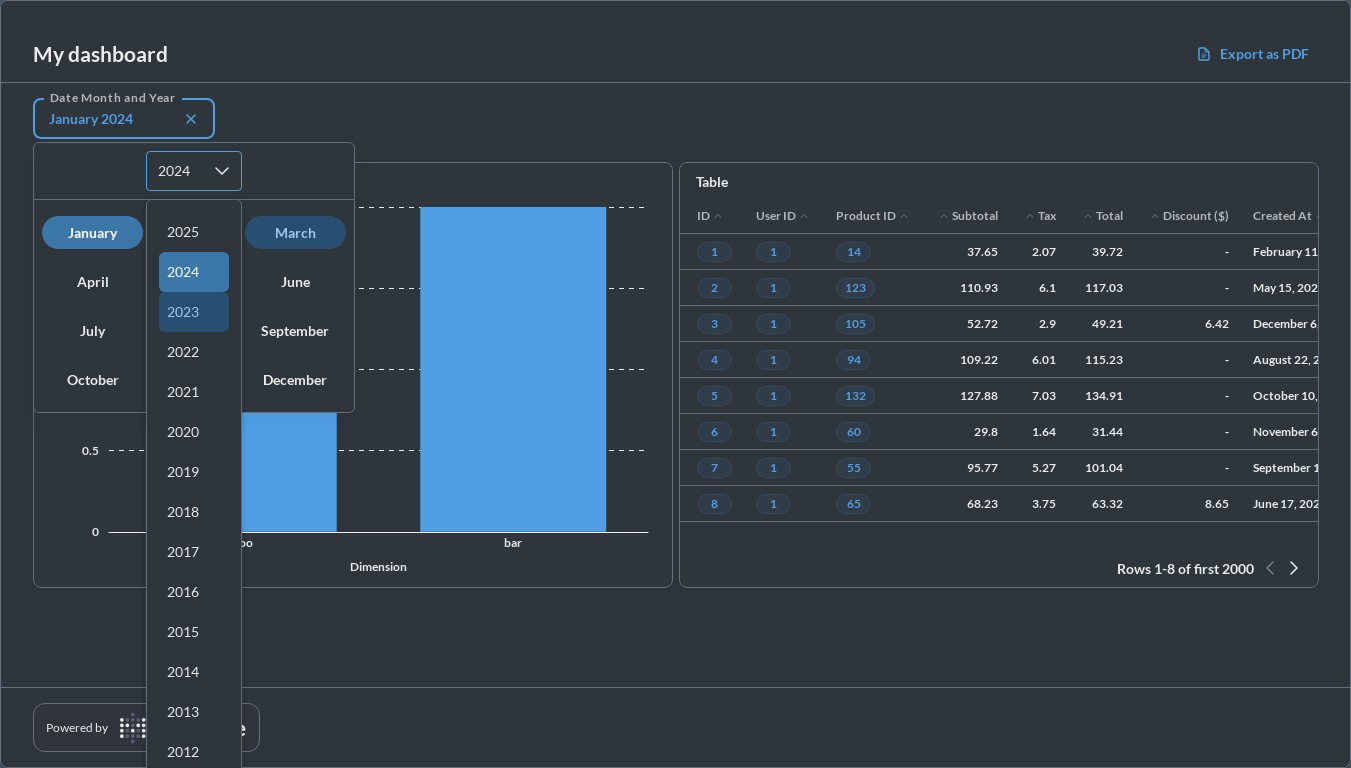 My dashboard
Export as PDF
Date Month and Year
January 2024
2024
January
March
April
June
July
September
October
December
2025
2024
2023
2022
2021
2020
2019
2018
2017
2016
2015
2014
2013
2012
0.5
0
bar
Dimension
Table
ID User ID Product ID Subtotal Tax Total Discount ($) Created At
1 1 14 37.65 2.07 39.72 - February 11
2 1 123 110.93 6.1 117.03 - May 15, 202
3 1 105 52.72 2.9 49.21 6.42 December 6,
4 1 94 109.22 6.01 115.23 - August 22, 2
5 1 132 127.88 7.03 134.91 - October 10,
6 1 60 29.8 1.64 31.44 - November 6
7 1 55 95.77 5.27 101.04 - September 1
8 1 65 68.23 3.75 63.32 8.65 June 17, 202
Rows 1-8 of first 2000
Powered by